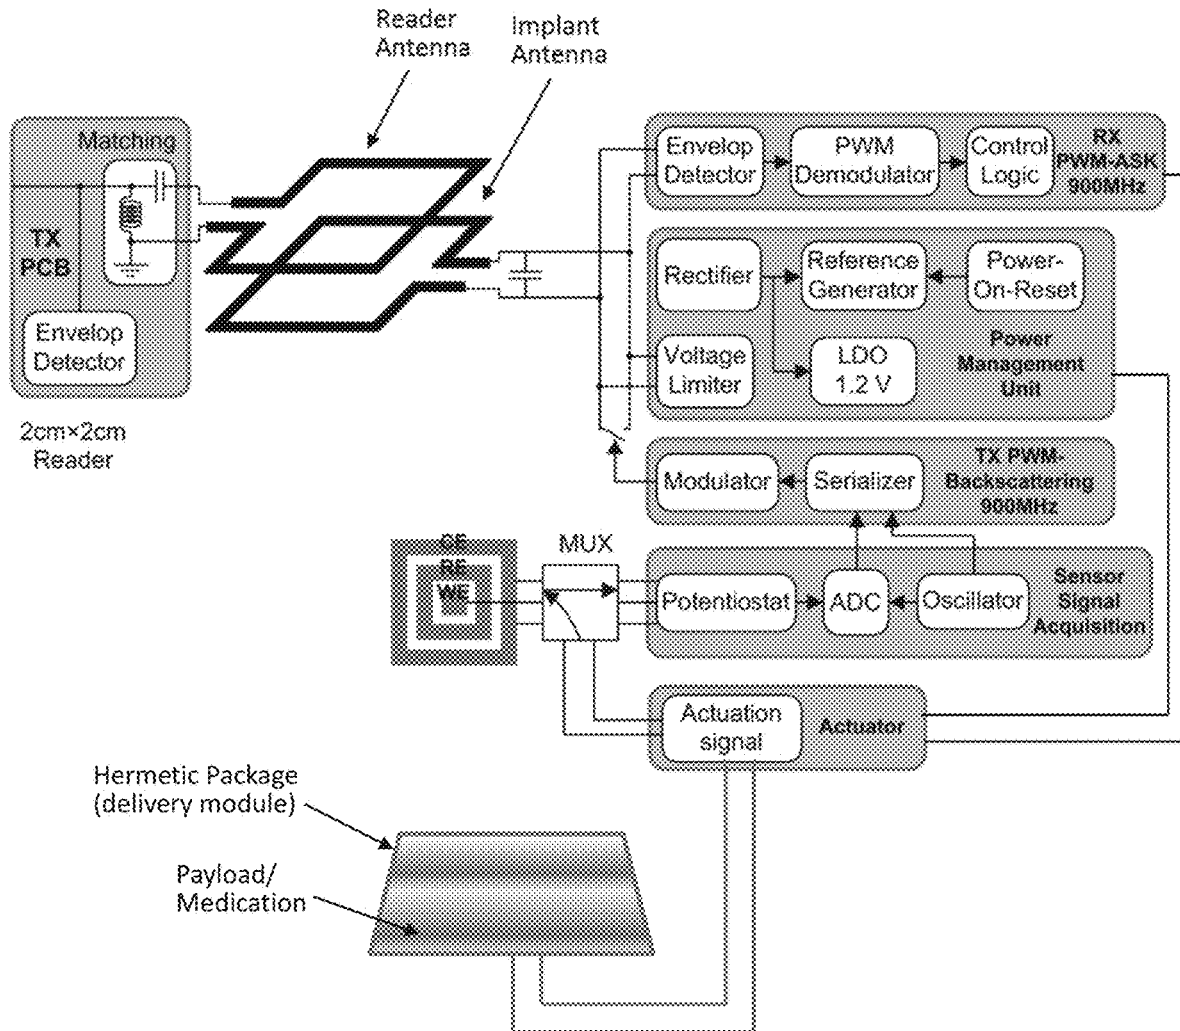 Reader
Antenna
Implant
Antenna
Matching
TX
PCB
Envelop
Detector
2cm×2cm
Reader
Envelop
Detector
PWM
Demodulator
Control
Logic
RX
PWM-ASK
900MHz
Rectifier
Reference
Generator
Power-
On-Reset
Voltage
Limiter
LDO
1.2 V
Power
Management
Unit
Modulator
Serializer
TX PWM-
Backscattering
900MHz
CE
RE
WE
MUX
Potentiostat
ADC
Oscillator
Sensor
Signal
Acquisition
Actuation
signal
Actuator
Hermetic Package
(delivery module)
Payload/
Medication